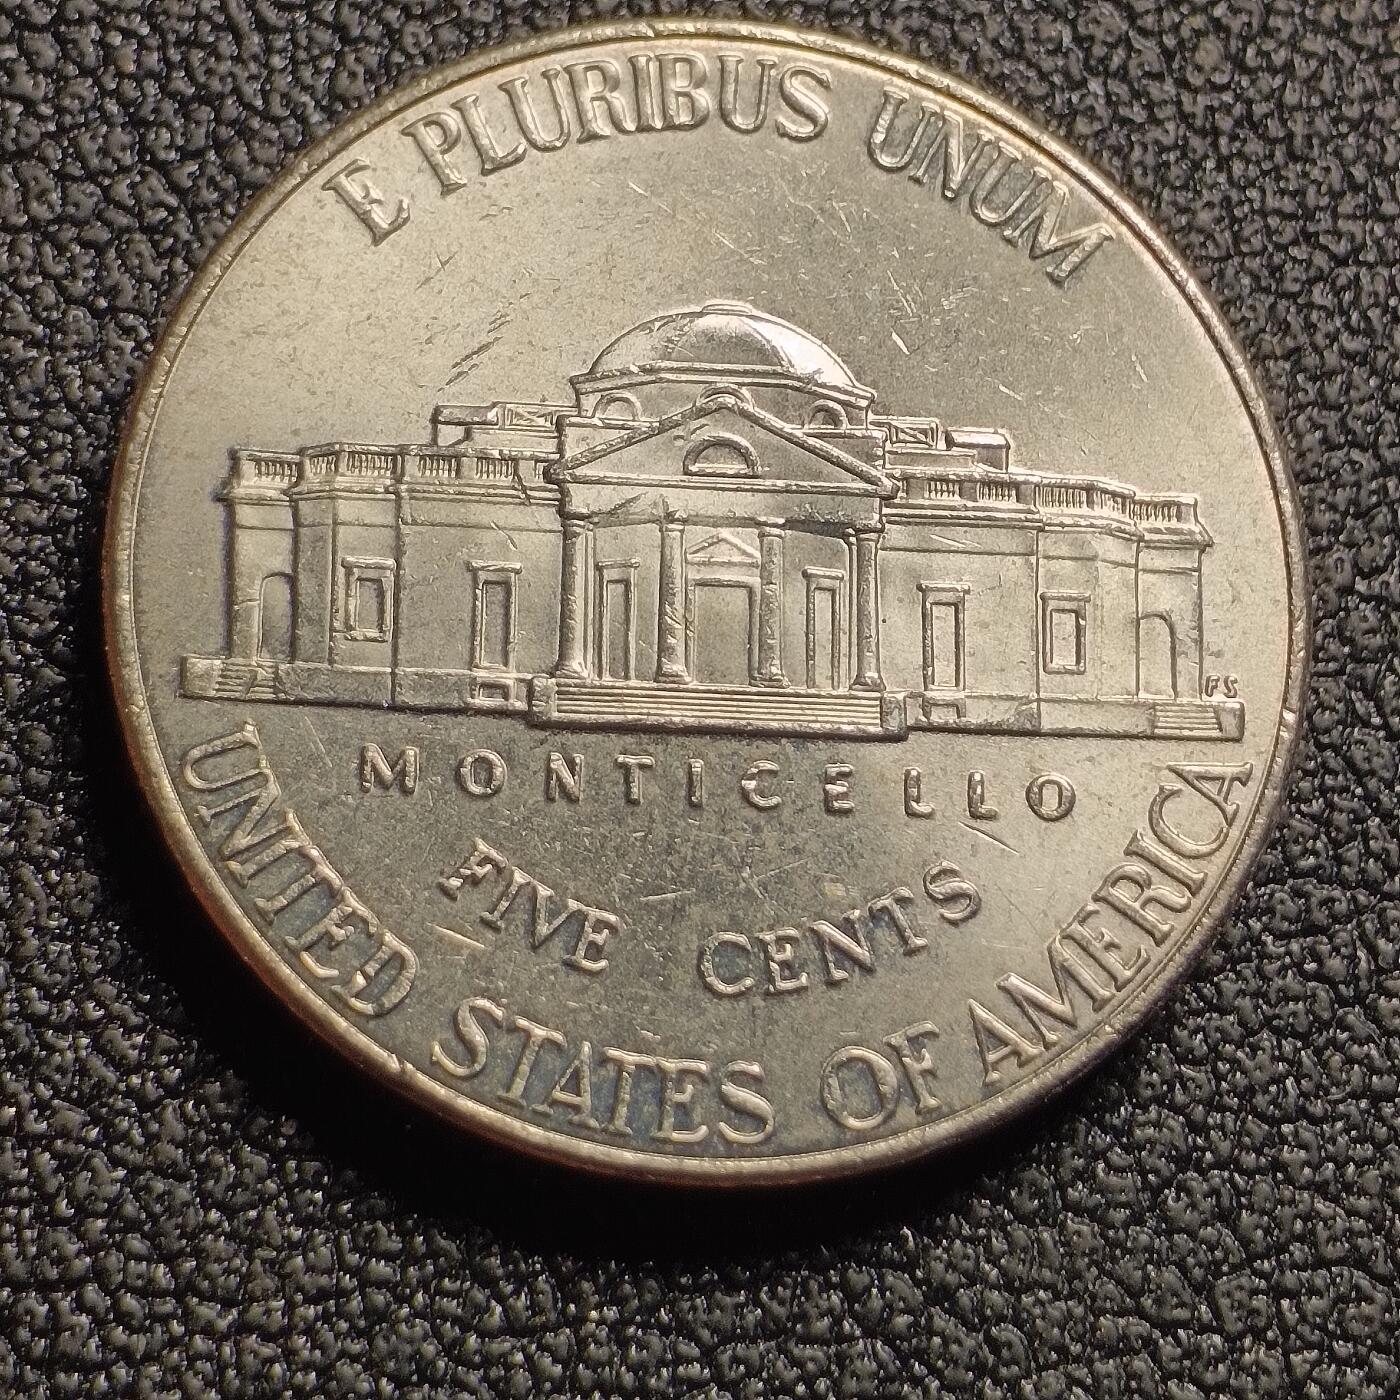 E PLURIBUS UNUM
FS
MONTICELLO
FIVE CENTS
UNITED STATES OF AMERICA